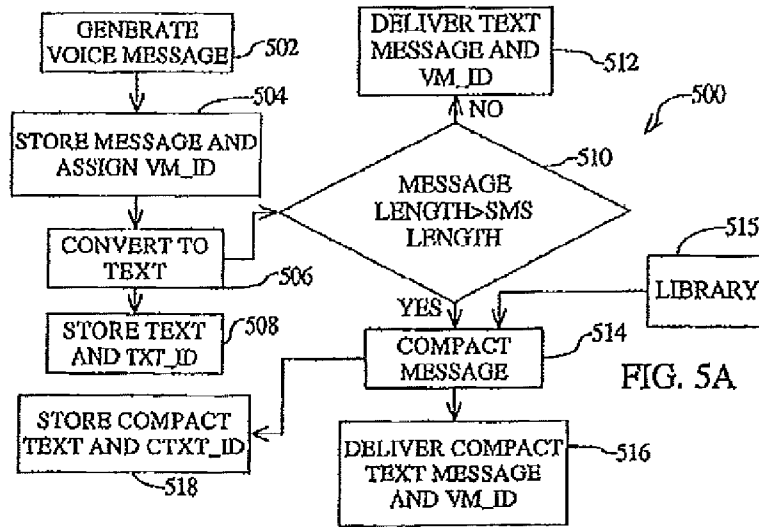 GENERATE
VOICE MESSAGE
502
504
STORE MESSAGE AND
ASSIGN VM_ID
CONVERT TO
TEXT
506
STORE TEXT
AND TXT_ID
508
STORE COMPACT
TEXT AND CTXT_ID
518
DELIVER TEXT
MESSAGE AND
VM_ID
512
NO
500
510
MESSAGE
LENGTH>SMS
LENGTH
YES
515
LIBRARY
COMPACT
MESSAGE
514
FIG. 5A
DELIVER COMPACT
TEXT MESSAGE
AND VM_ID
516